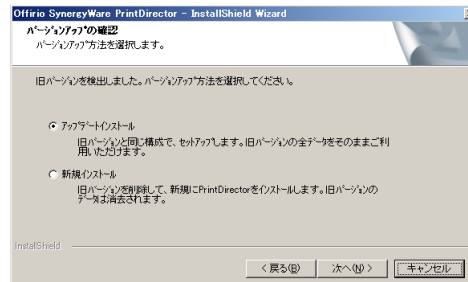 Offirio SynergyWare PrintDirector - InstallShield Wizard
ﾊﾞｰｼﾞｮﾝｱｯﾌﾟの確認
ﾊﾞｰｼﾞｮﾝｱｯﾌﾟ方法を選択します。
旧ﾊﾞｰｼﾞｮﾝを検出しました。ﾊﾞｰｼﾞｮﾝｱｯﾌﾟ方法を選択してください。
ｱｯﾌﾟﾃﾞｰﾄｲﾝｽﾄｰﾙ
旧ﾊﾞｰｼﾞｮﾝと同じ構成で、ｾｯﾄｱｯﾌﾟします。旧ﾊﾞｰｼﾞｮﾝの全ﾃﾞｰﾀをそのままご利
用いただけます。
新規ｲﾝｽﾄｰﾙ
旧ﾊﾞｰｼﾞｮﾝを削除して、新規にPrintDirectorをｲﾝｽﾄｰﾙします。旧ﾊﾞｰｼﾞｮﾝの
ﾃﾞｰﾀは消去されます。
InstallShield
< 戻る(B) 次へ(N) > キャンセル